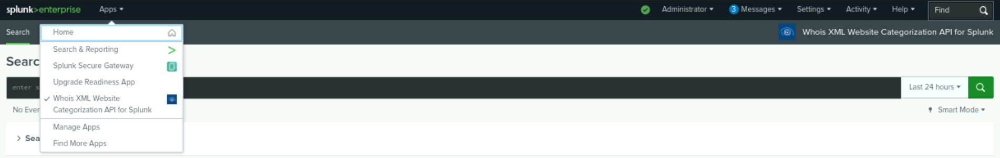 splunk>enterprise Apps Administrator 3 Messages Settings Activity Help Find
Search Whois XML Website Categorization API for Splunk
Home
Search & Reporting
Splunk Secure Gateway
Upgrade Readiness App
Whois XML Website
Categorization API for Splunk
Manage Apps
Find More Apps
Searc
enter s Last 24 hours
No Ever Smart Mode
Sea